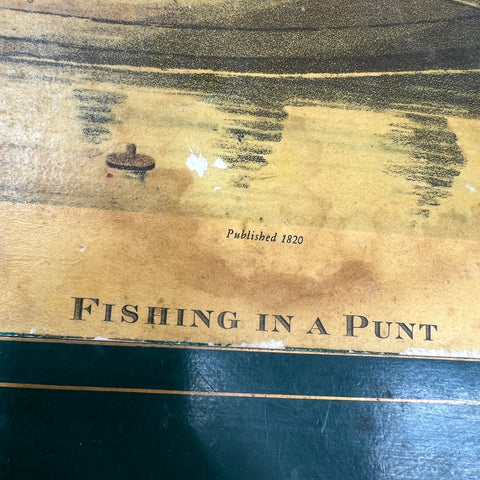 Published 1820
FISHING IN A PUNT